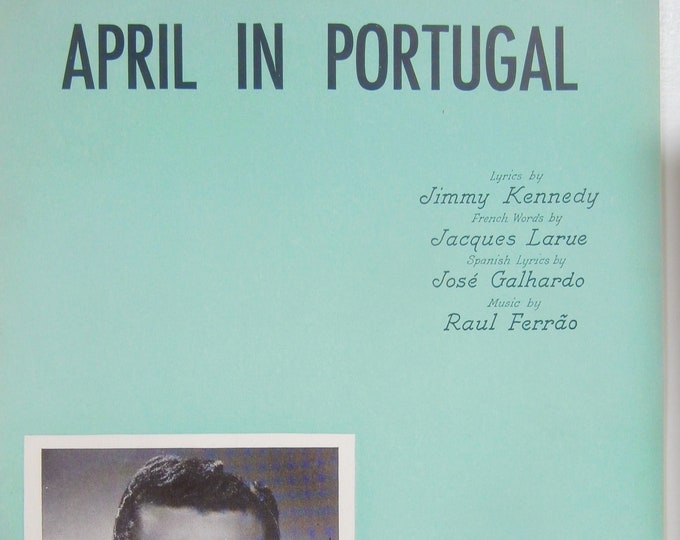 APRIL IN PORTUGAL
Lyrics by
Jimmy Kennedy
French Words by
Jacques Larue
Spanish Lyrics by
José Galhardo
Music by
Raul Ferrão